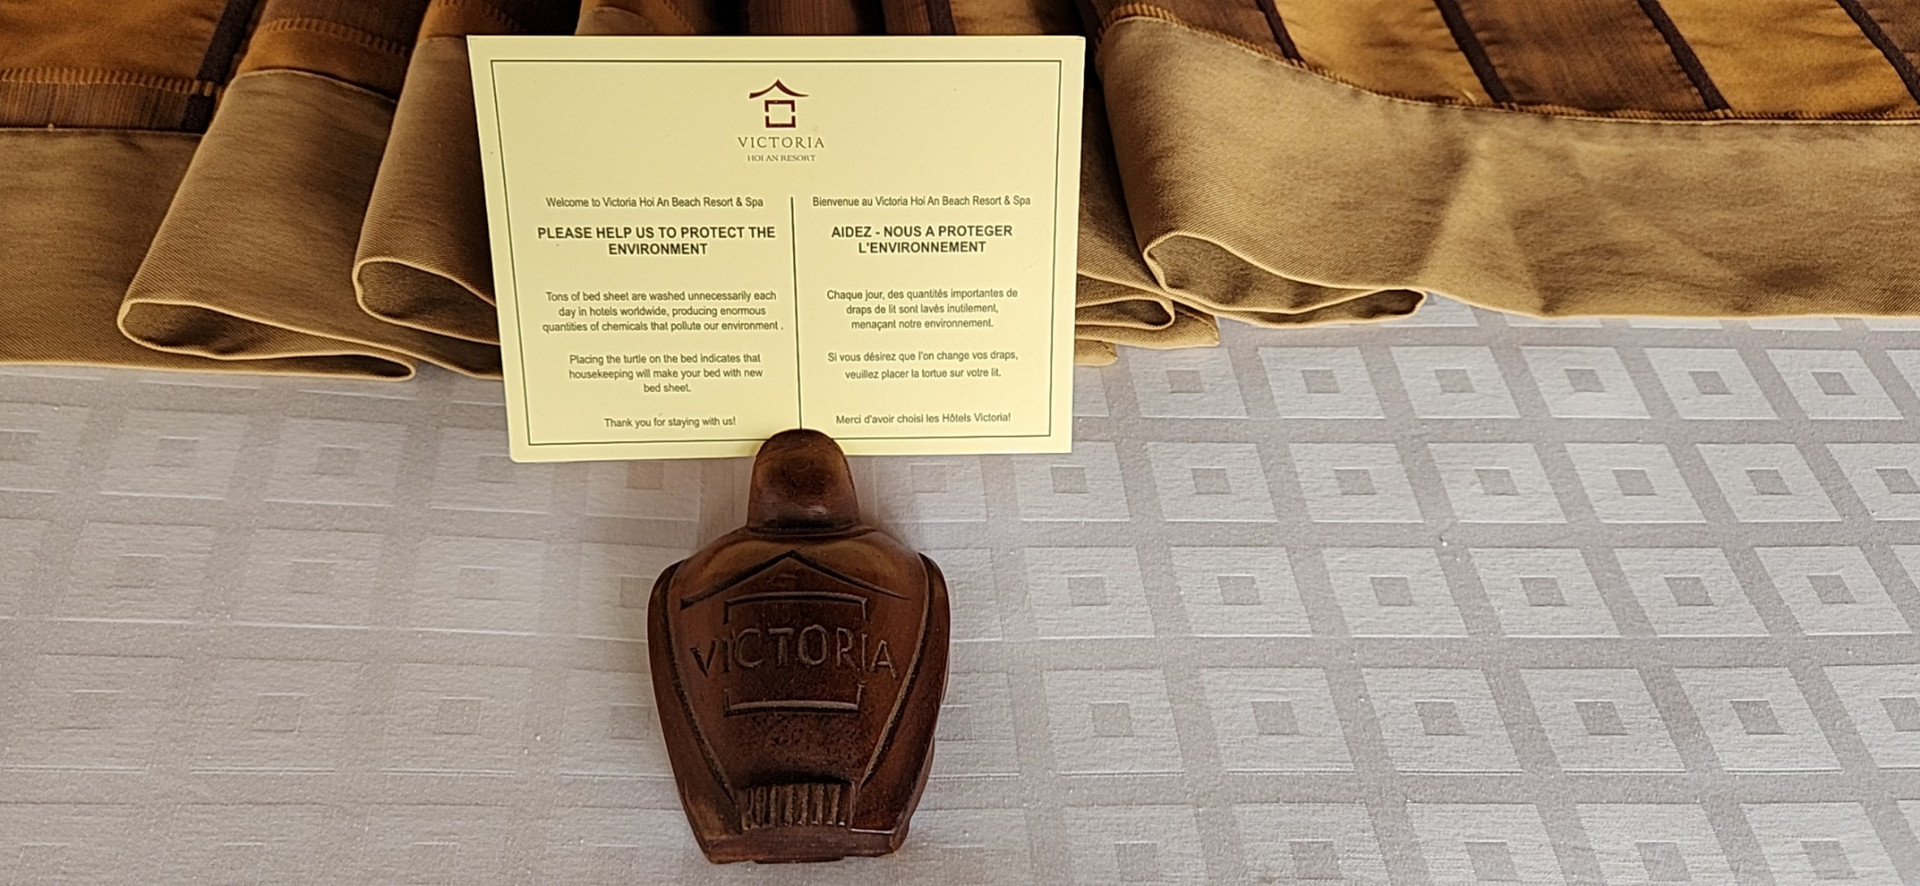 VICTORIA
HOI AN RESORT
Welcome to Victoria Hoi An Beach Resort & Spa
PLEASE HELP US TO PROTECT THE
ENVIRONMENT
Tons of bed sheet are washed unnecessarily each
day in hotels worldwide, producing enormous
quantities of chemicals that pollute our environment .
Placing the turtle on the bed indicates that
housekeeping will make your bed with new
bed sheet.
Thank you for staying with us!
Bienvenue au Victoria Hoi An Beach Resort & Spa
AIDEZ - NOUS A PROTEGER
L'ENVIRONNEMENT
Chaque jour, des quantités importantes de
draps de lit sont lavés inutilement,
menaçant notre environnement.
Si vous désirez que l'on change vos draps,
veuillez placer la tortue sur votre lit.
Merci d'avoir choisi les Hôtels Victoria!
VICTORIA